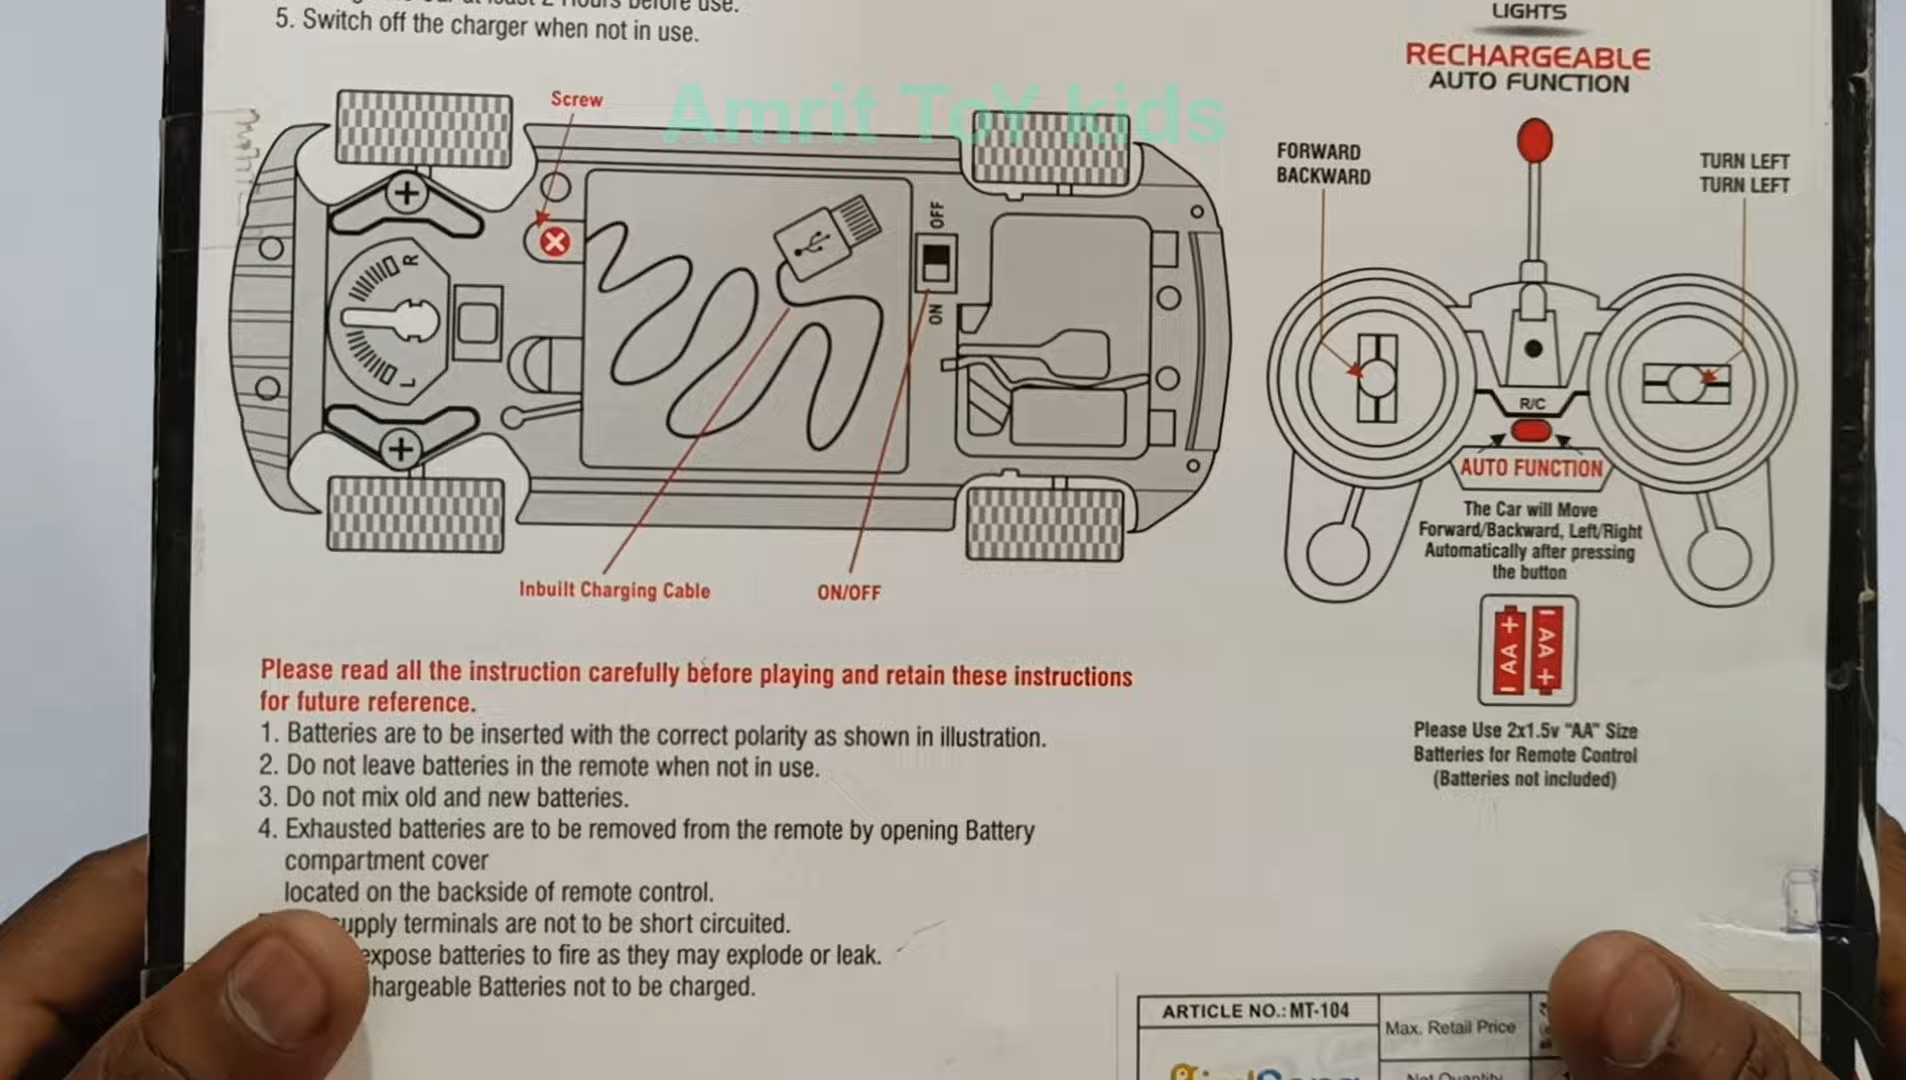 before use.
5. Switch off the charger when not in use.
LIGHTS
RECHARGEABLE
AUTO FUNCTION
Amrit ToY kids
Screw
OFF
ON
R
L
FORWARD
BACKWARD
TURN LEFT
TURN LEFT
R/C
AUTO FUNCTION
The Car will Move
Forward/Backward, Left/Right
Automatically after pressing
the button
Inbuilt Charging Cable
ON/OFF
AA +
AA +
Please Use 2x1.5v "AA" Size
Batteries for Remote Control
(Batteries not included)
Please read all the instruction carefully before playing and retain these instructions
for future reference.
1. Batteries are to be inserted with the correct polarity as shown in illustration.
2. Do not leave batteries in the remote when not in use.
3. Do not mix old and new batteries.
4. Exhausted batteries are to be removed from the remote by opening Battery
compartment cover
located on the backside of remote control.
terminals are not to be short circuited.
expose batteries to fire as they may explode or leak.
Batteries not to be charged.
ARTICLE NO.: MT-104
Max. Retail Price
Net Quantity